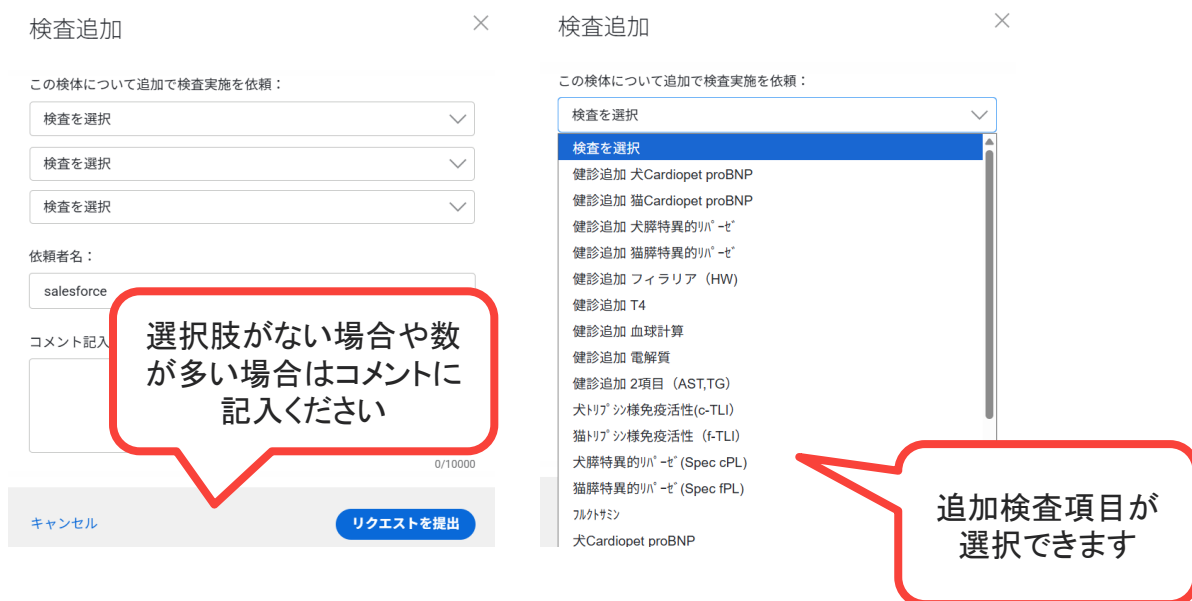 検査追加
この検体について追加で検査実施を依頼：
検査を選択
検査を選択
検査を選択
依頼者名：
salesforce
コメント記入
0/10000
キャンセル
リクエストを提出
選択肢がない場合や数
が多い場合はコメントに
記入ください
検査追加
この検体について追加で検査実施を依頼：
検査を選択
検査を選択
健診追加 犬Cardiopet proBNP
健診追加 猫Cardiopet proBNP
健診追加 犬膵特異的ﾘﾊﾟｰｾﾞ
健診追加 猫膵特異的ﾘﾊﾟｰｾﾞ
健診追加 フィラリア（HW)
健診追加 T4
健診追加 血球計算
健診追加 電解質
健診追加 2項目（AST,TG）
犬ﾄﾘﾌﾟｼﾝ様免疫活性(c-TLI）
猫ﾄﾘﾌﾟｼﾝ様免疫活性（f-TLI）
犬膵特異的ﾘﾊﾟｰｾﾞ(Spec cPL)
猫膵特異的ﾘﾊﾟｰｾﾞ(Spec fPL)
ﾌﾙｸﾄｻﾐﾝ
犬Cardiopet proBNP
追加検査項目が
選択できます